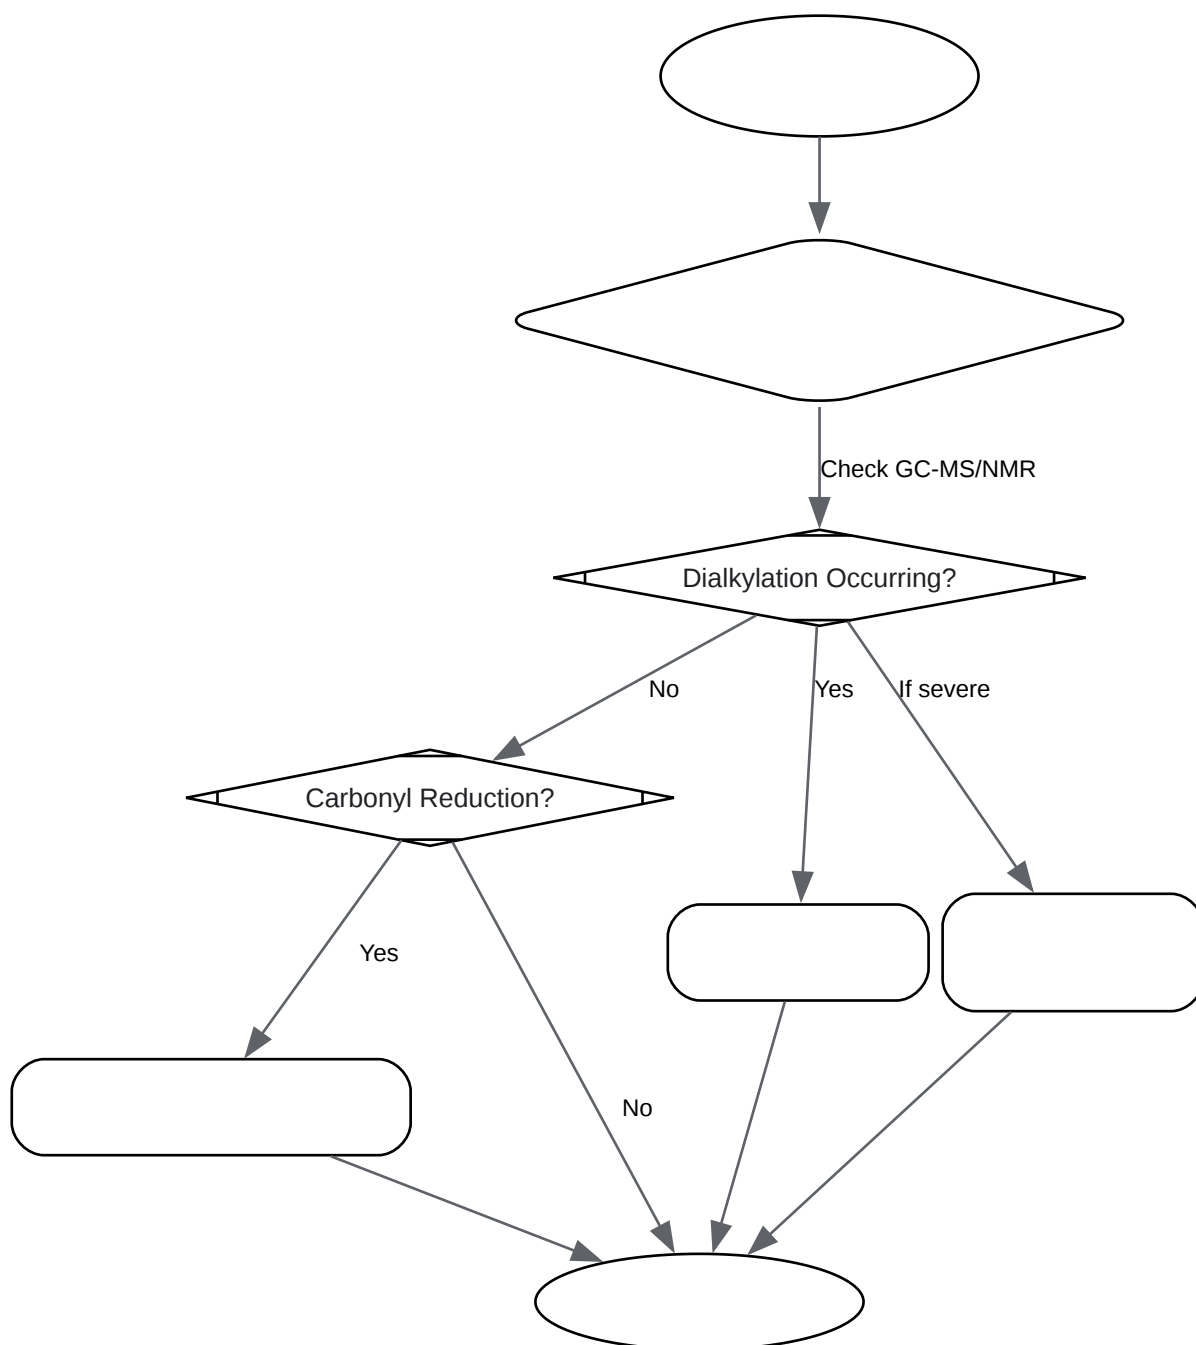 Check GC-MS/NMR
Dialkylation Occurring?
No
Yes
If severe
Carbonyl Reduction?
Yes
No